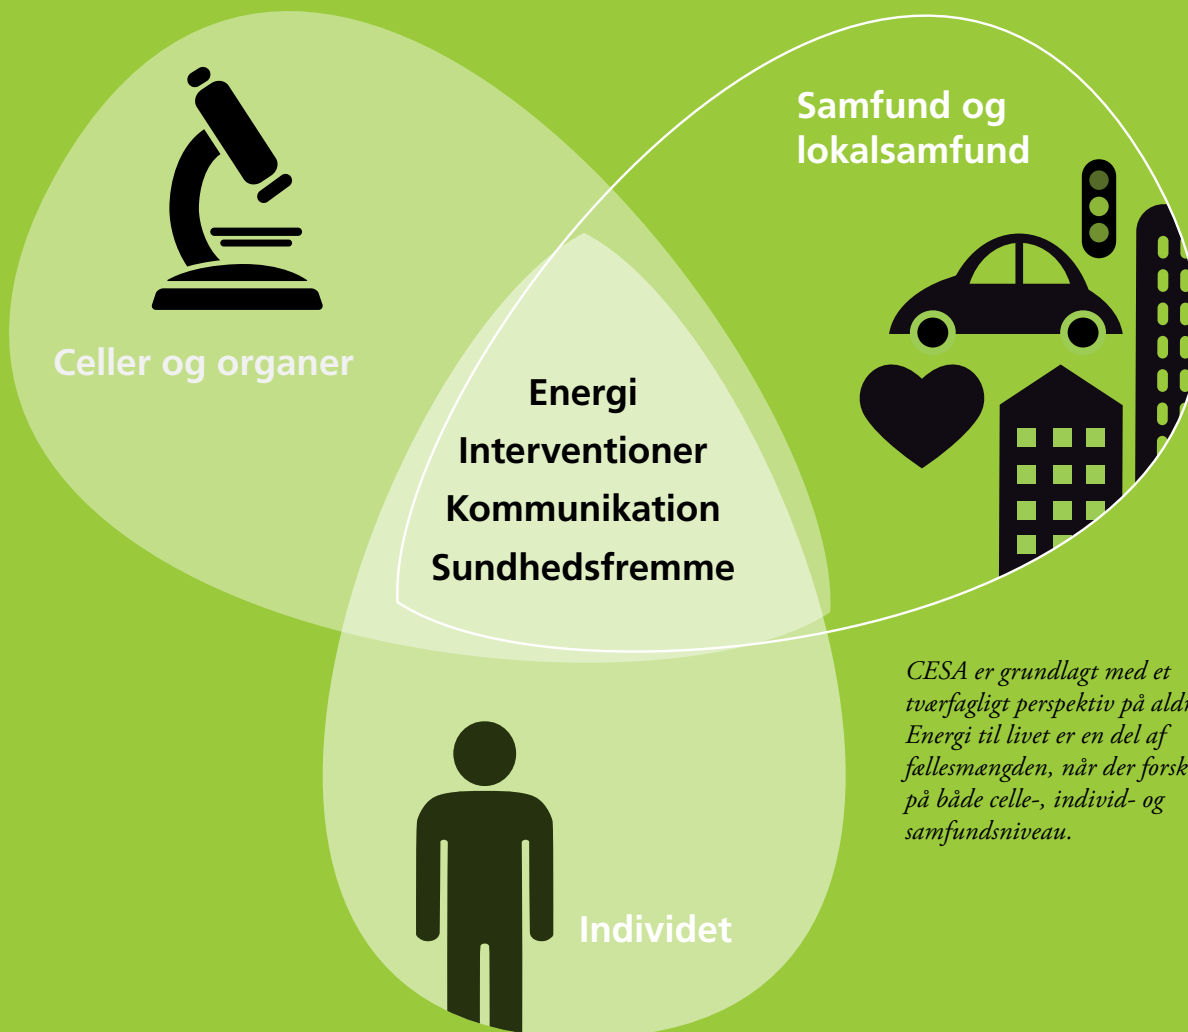 Samfund og
lokalsamfund
Celler og organer
Energi
Interventioner
Kommunikation
Sundhedsfremme
CESA er grundlagt med et
tværfagligt perspektiv på
Energi til livet er en del af
fællesmængden, når der
på både celle-, individ- og
samfundsniveau.
Individet